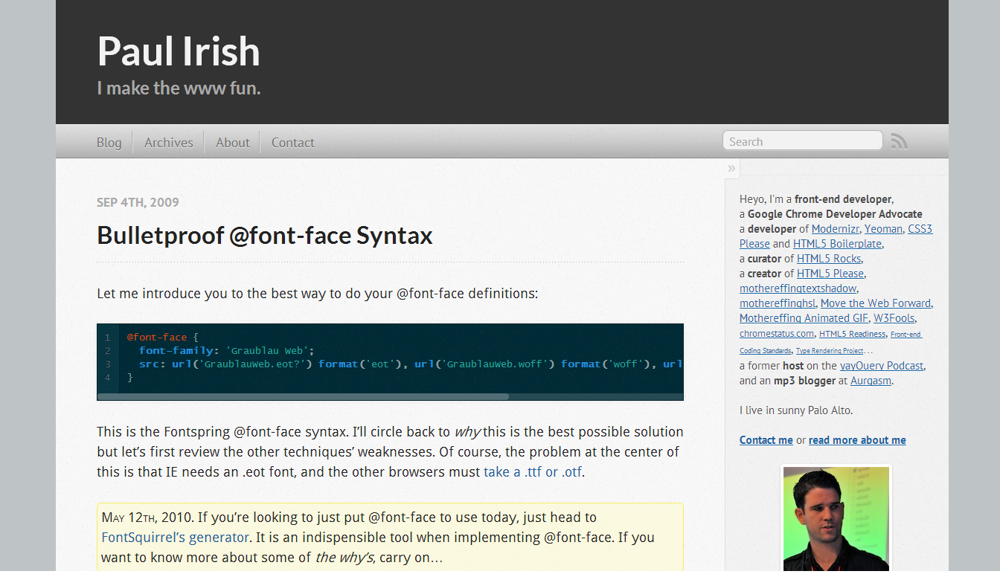 Paul Irish
I make the www fun.
Blog
Archives
About
Contact
Search
»
SEP 4TH, 2009
Bulletproof @font-face Syntax
Let me introduce you to the best way to do your @font-face definitions:
1 @font-face {
2   font-family: 'Graublau Web';
3   src: url('GraublauWeb.eot?') format('eot'), url('GraublauWeb.woff') format('woff'), url
4 }
This is the Fontspring @font-face syntax. I’ll circle back to why this is the best possible solution
but let’s first review the other techniques’ weaknesses. Of course, the problem at the center of
this is that IE needs an .eot font, and the other browsers must take a .ttf or .otf.
May 12th, 2010. If you’re looking to just put @font-face to use today, just head to
FontSquirrel’s generator. It is an indispensible tool when implementing @font-face. If you
want to know more about some of the why’s, carry on…
Heyo, I'm a front-end developer,
a Google Chrome Developer Advocate
a developer of Modernizr, Yeoman, CSS3
Please and HTML5 Boilerplate,
a curator of HTML5 Rocks,
a creator of HTML5 Please,
mothereffingtextshadow,
mothereffinghsl, Move the Web Forward,
Mothereffing Animated GIF, W3Fools,
chromestatus.com, HTML5 Readiness, Front-end
Coding Standards, Type Rendering Project...
a former host on the yayQuery Podcast,
and an mp3 blogger at Aurgasm.
I live in sunny Palo Alto.
Contact me or read more about me